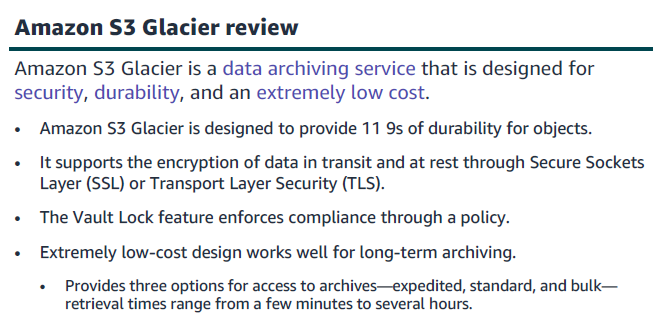 Amazon S3 Glacier review
Amazon S3 Glacier is a data archiving service that is designed for
security, durability, and an extremely low cost.
• Amazon S3 Glacier is designed to provide 11 9s of durability for objects.
• It supports the encryption of data in transit and at rest through Secure Sockets
Layer (SSL) or Transport Layer Security (TLS).
• The Vault Lock feature enforces compliance through a policy.
• Extremely low-cost design works well for long-term archiving.
• Provides three options for access to archives—expedited, standard, and bulk—
retrieval times range from a few minutes to several hours.